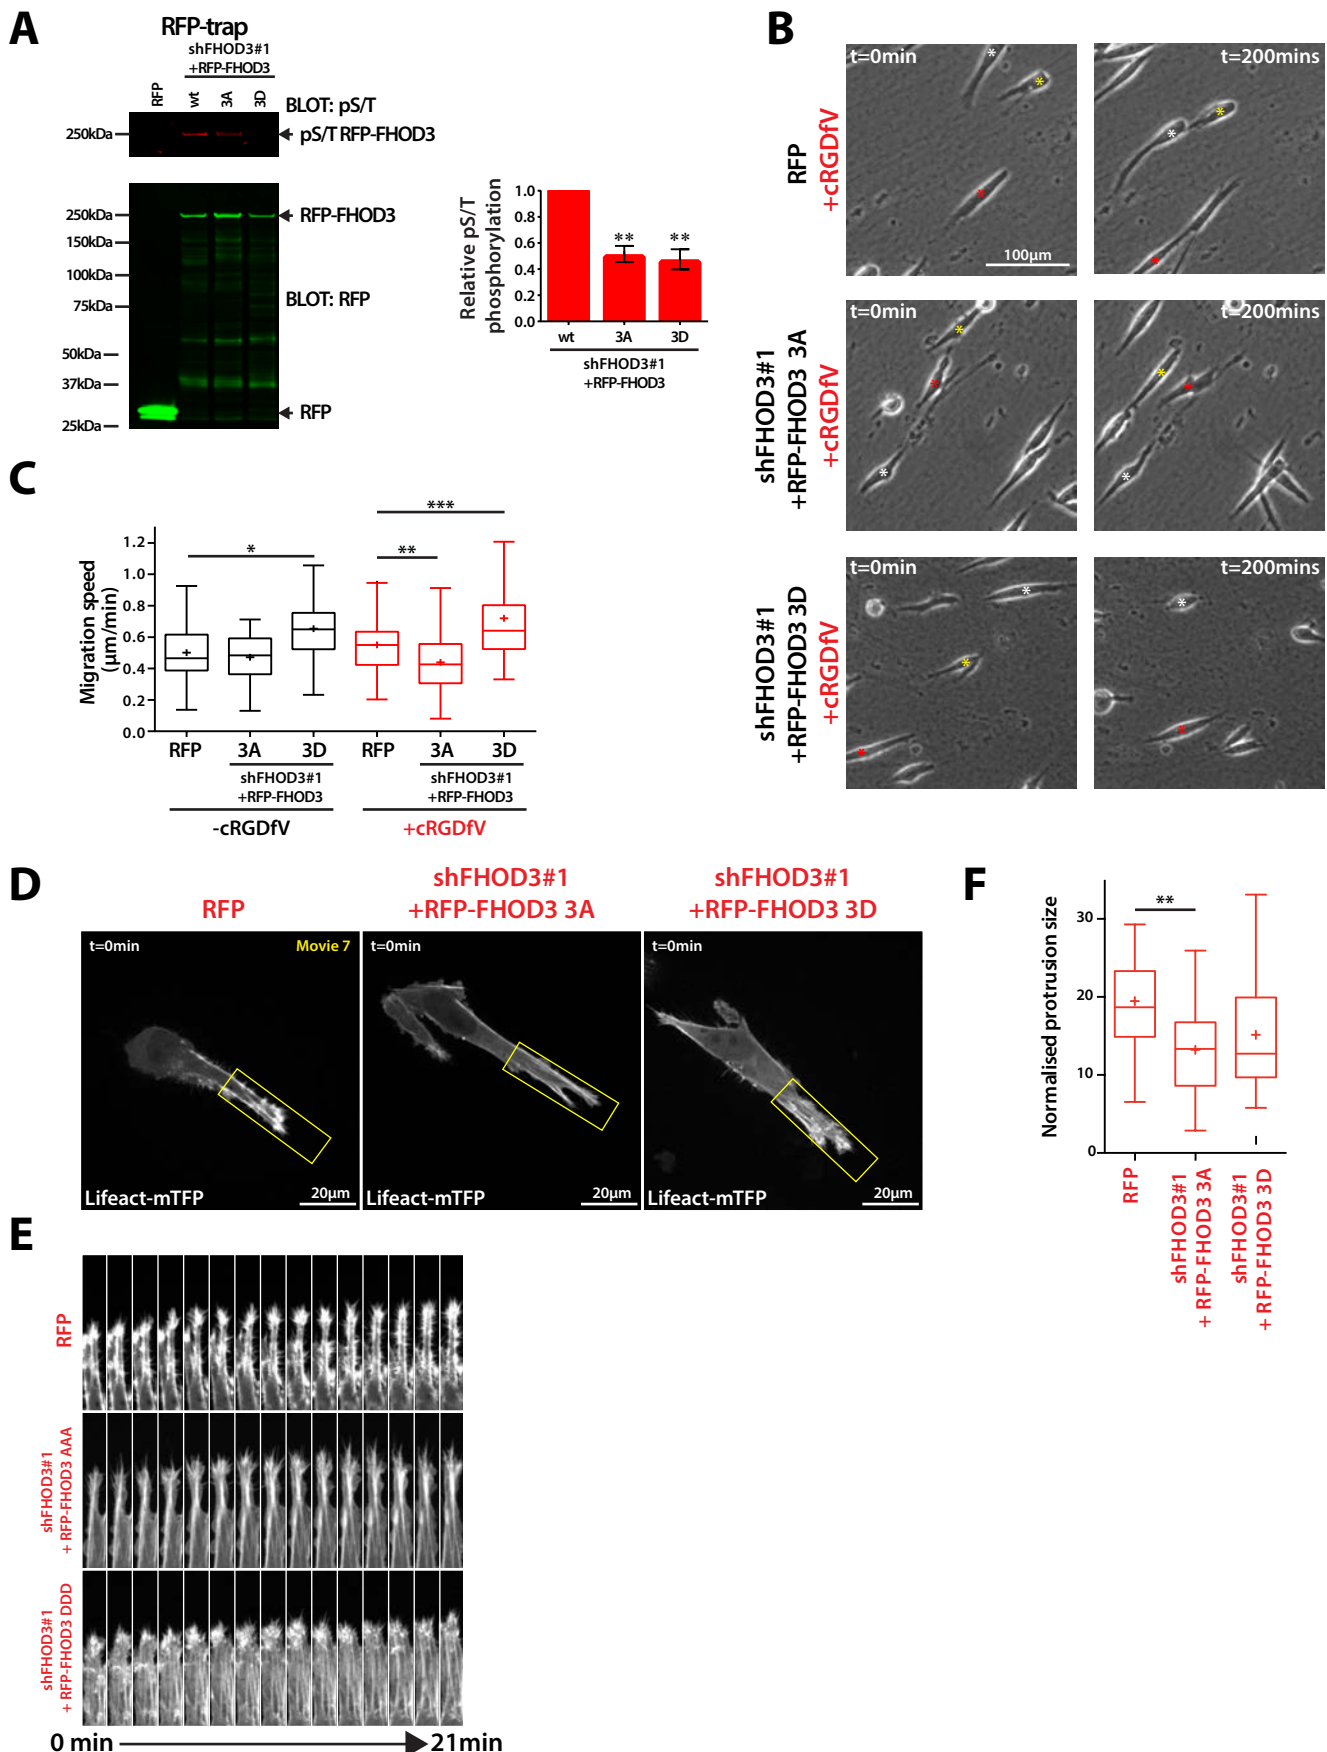 A
RFP-trap
shFHOD3#1
+RFP-FHOD3
RFP
wt
3A
3D
BLOT: pS/T
250kDa
pS/T RFP-FHOD3
250kDa
150kDa
100kDa
75kDa
50kDa
37kDa
25kDa
RFP-FHOD3
BLOT: RFP
RFP
Relative pS/T
phosphorylation
1.0
0.8
0.6
0.4
0.2
0.0
**
**
wt
3A
3D
shFHOD3#1
+RFP-FHOD3
B
RFP
+cRGDfV
t=0min
*
*
*
100µm
t=200mins
*
*
*
shFHOD3#1
+RFP-FHOD3 3A
+cRGDfV
t=0min
*
*
*
t=200mins
*
*
*
shFHOD3#1
+RFP-FHOD3 3D
+cRGDfV
t=0min
*
*
*
t=200mins
*
*
C
Migration speed
(µm/min)
1.2
1.0
0.8
0.6
0.4
0.2
0.0
*
**
***
RFP
3A
3D
RFP
3A
3D
shFHOD3#1
+RFP-FHOD3
shFHOD3#1
+RFP-FHOD3
-cRGDfV
+cRGDfV
D
RFP
shFHOD3#1
+RFP-FHOD3 3A
shFHOD3#1
+RFP-FHOD3 3D
t=0min
Movie 7
Lifeact-mTFP
20µm
t=0min
Lifeact-mTFP
20µm
t=0min
Lifeact-mTFP
20µm
E
RFP
shFHOD3#1
+ RFP-FHOD3 AAA
shFHOD3#1
+ RFP-FHOD3 DDD
0 min
21min
F
Normalised protrusion size
30
20
10
0
**
RFP
shFHOD3#1
+ RFP-FHOD3 3A
shFHOD3#1
+ RFP-FHOD3 3D